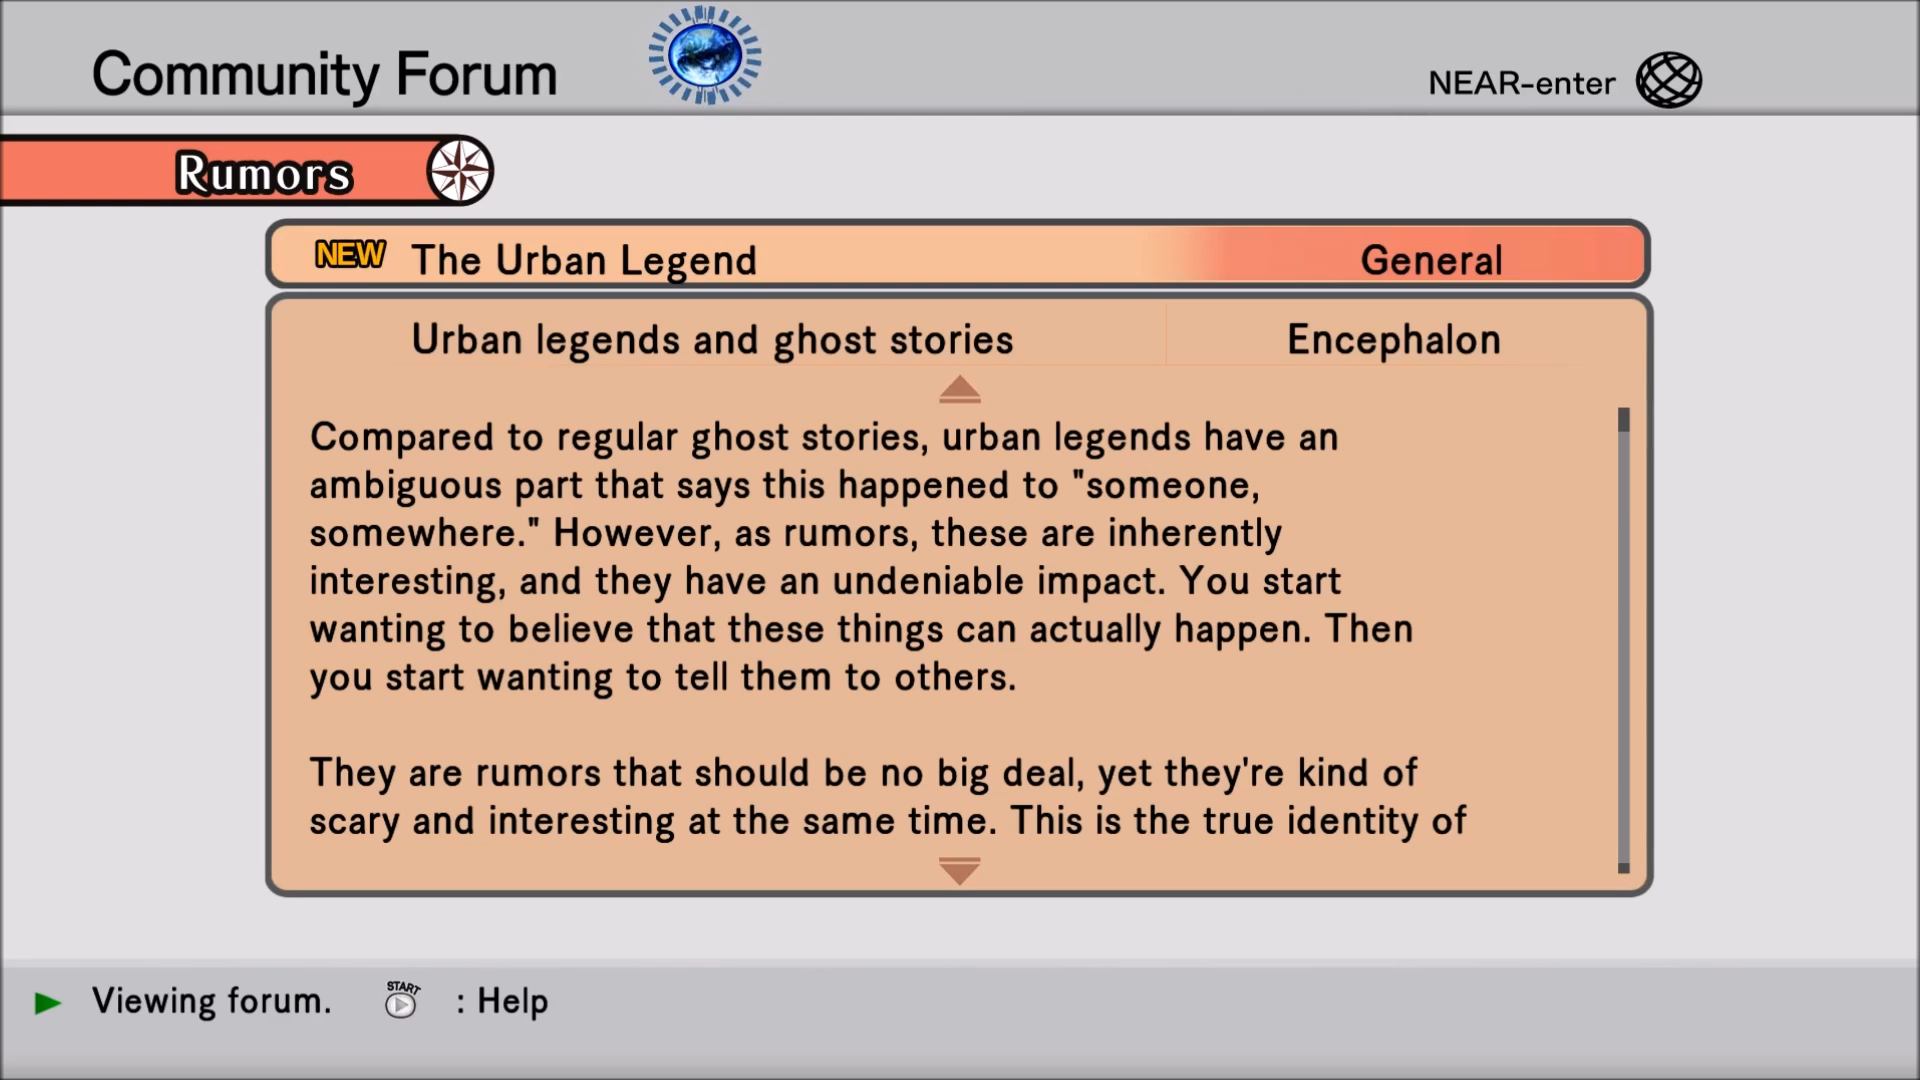 Community Forum
NEAR-enter
Rumors
NEW The Urban Legend General
Urban legends and ghost stories Encephalon
Compared to regular ghost stories, urban legends have an
ambiguous part that says this happened to "someone,
somewhere." However, as rumors, these are inherently
interesting, and they have an undeniable impact. You start
wanting to believe that these things can actually happen. Then
you start wanting to tell them to others.
They are rumors that should be no big deal, yet they're kind of
scary and interesting at the same time. This is the true identity of
Viewing forum. START : Help